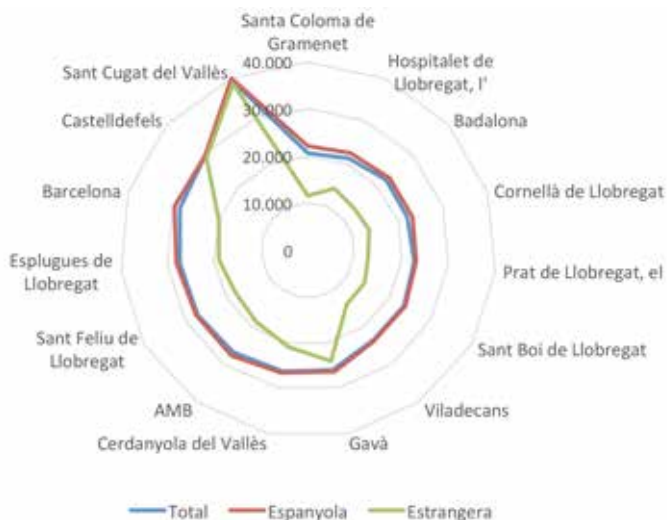 Santa Coloma de
Gramenet
Hospitalet de
Llobregat, l'
Badalona
Cornellà de Llobregat
Prat de Llobregat, el
Sant Boi de Llobregat
Viladecans
Gavà
Cerdanyola del Vallès
AMB
Sant Feliu de
Llobregat
Esplugues de
Llobregat
Barcelona
Castelldefels
Sant Cugat del Vallès
40.000
30.000
20.000
10.000
0
Total Espanyola Estrangera